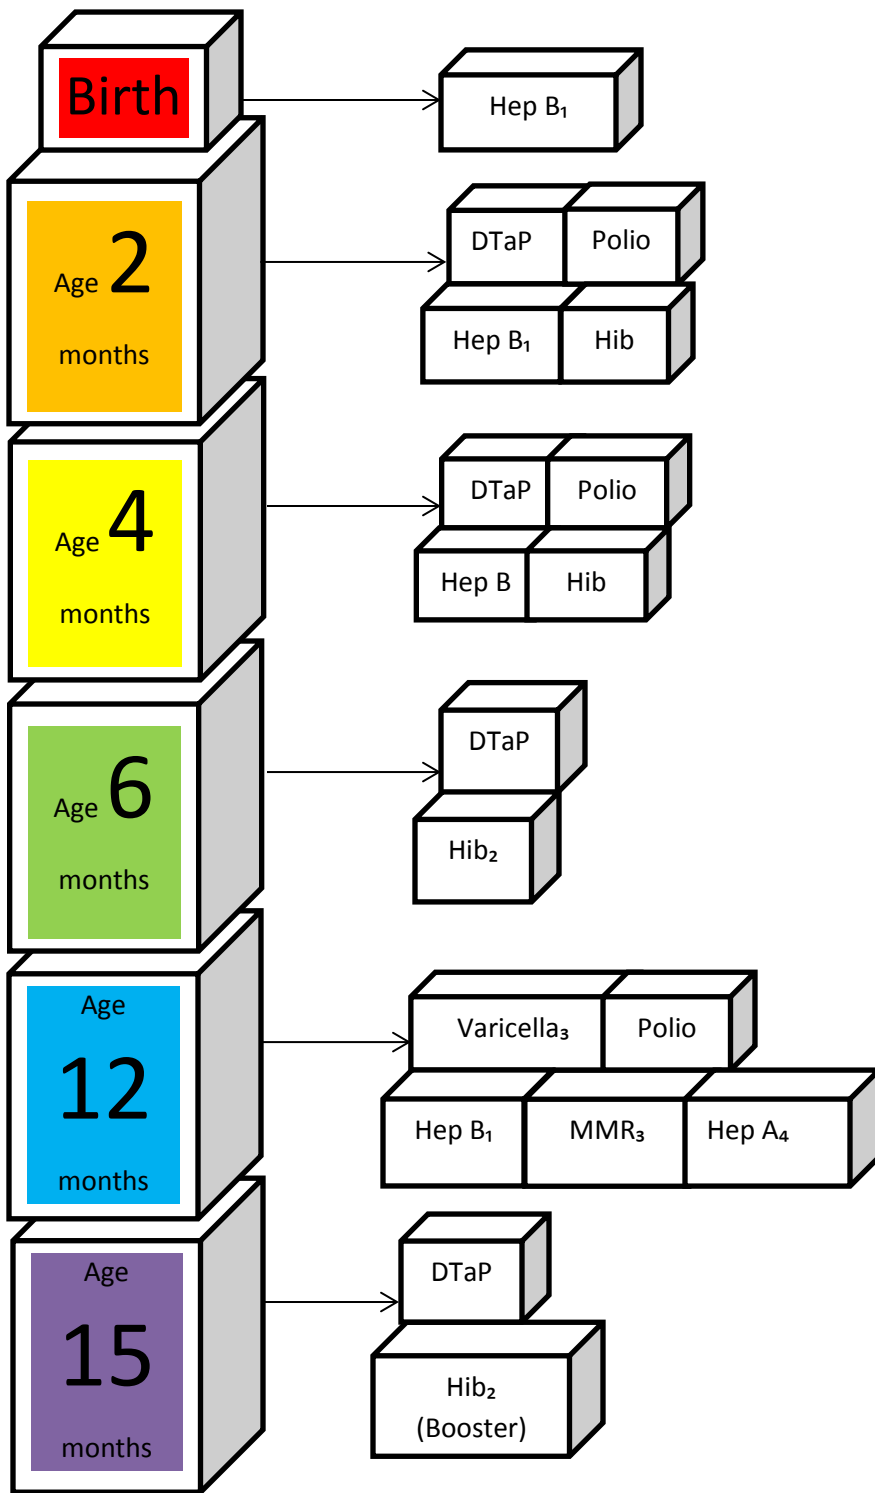 Birth
Hep B₁
Age 2
months
DTaP
Polio
Hep B₁
Hib
Age 4
months
DTaP
Polio
Hep B
Hib
Age 6
months
DTaP
Hib₂
Age
12
months
Varicella₃
Polio
Hep B₁
MMR₃
Hep A₄
Age
15
months
DTaP
Hib₂
(Booster)